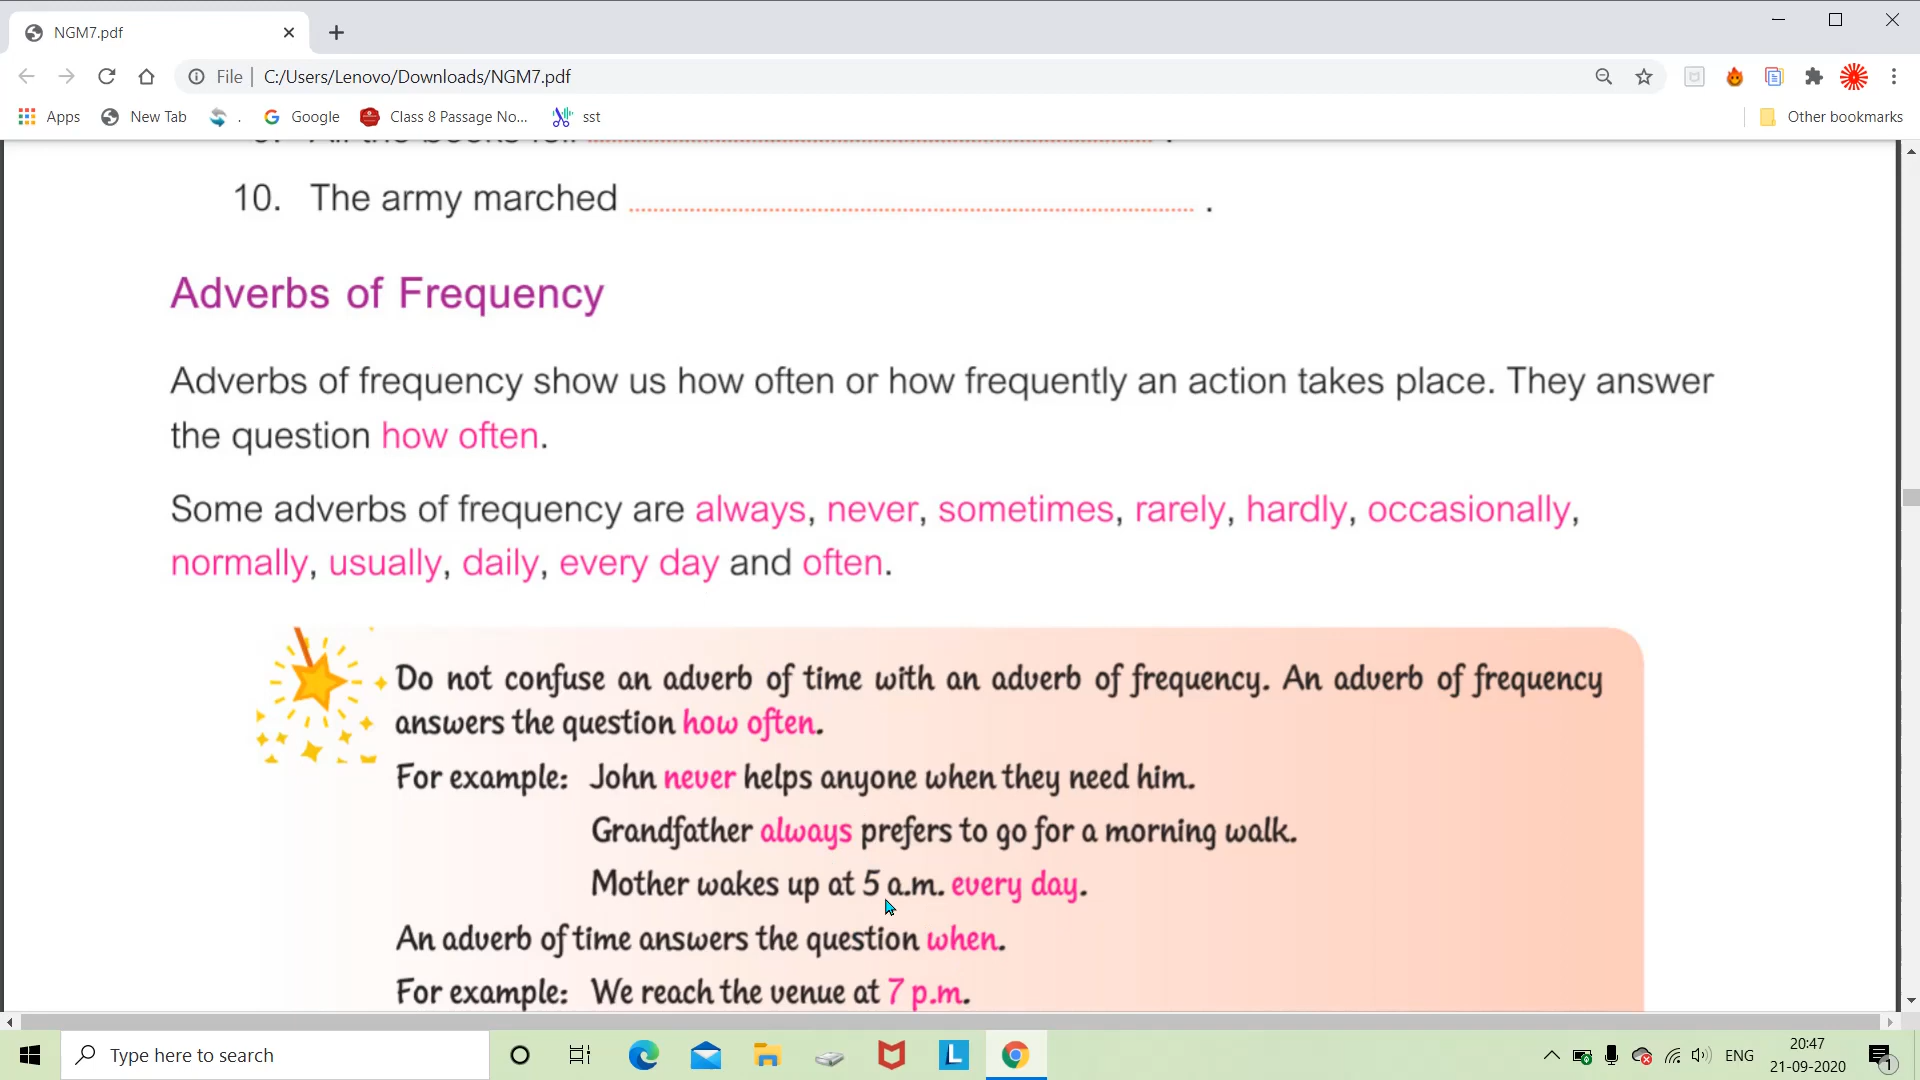 NGM7.pdf
File C:/Users/Lenovo/Downloads/NGM7.pdf
Apps New Tab . Google Class 8 Passage No... sst Other bookmarks
All the books fell .
10. The army marched .
Adverbs of Frequency
Adverbs of frequency show us how often or how frequently an action takes place. They answer
the question how often.
Some adverbs of frequency are always, never, sometimes, rarely, hardly, occasionally,
normally, usually, daily, every day and often.
Do not confuse an adverb of time with an adverb of frequency. An adverb of frequency
answers the question how often.
For example: John never helps anyone when they need him.
Grandfather always prefers to go for a morning walk.
Mother wakes up at 5 a.m. every day.
An adverb of time answers the question when.
For example: We reach the venue at 7 p.m.
Type here to search
L
ENG
20:47
21-09-2020
1